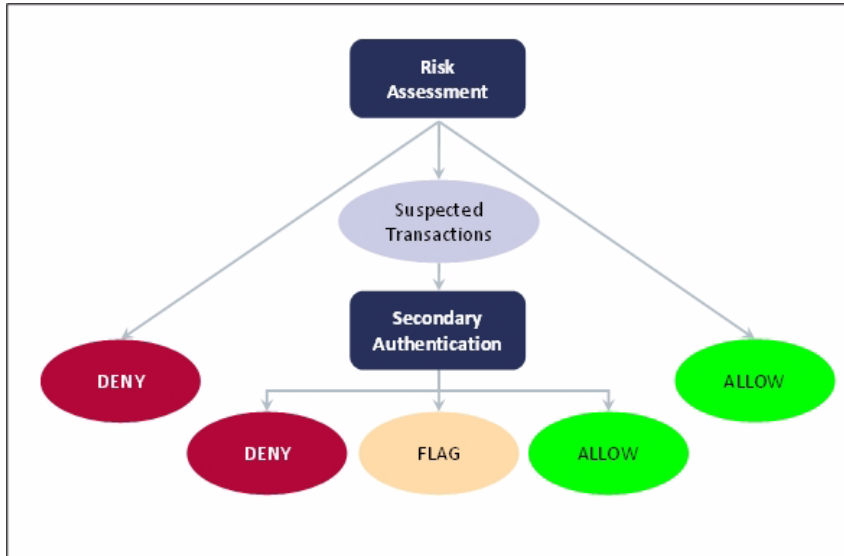 Risk
Assessment
Suspected
Transactions
Secondary
Authentication
DENY
ALLOW
DENY
FLAG
ALLOW